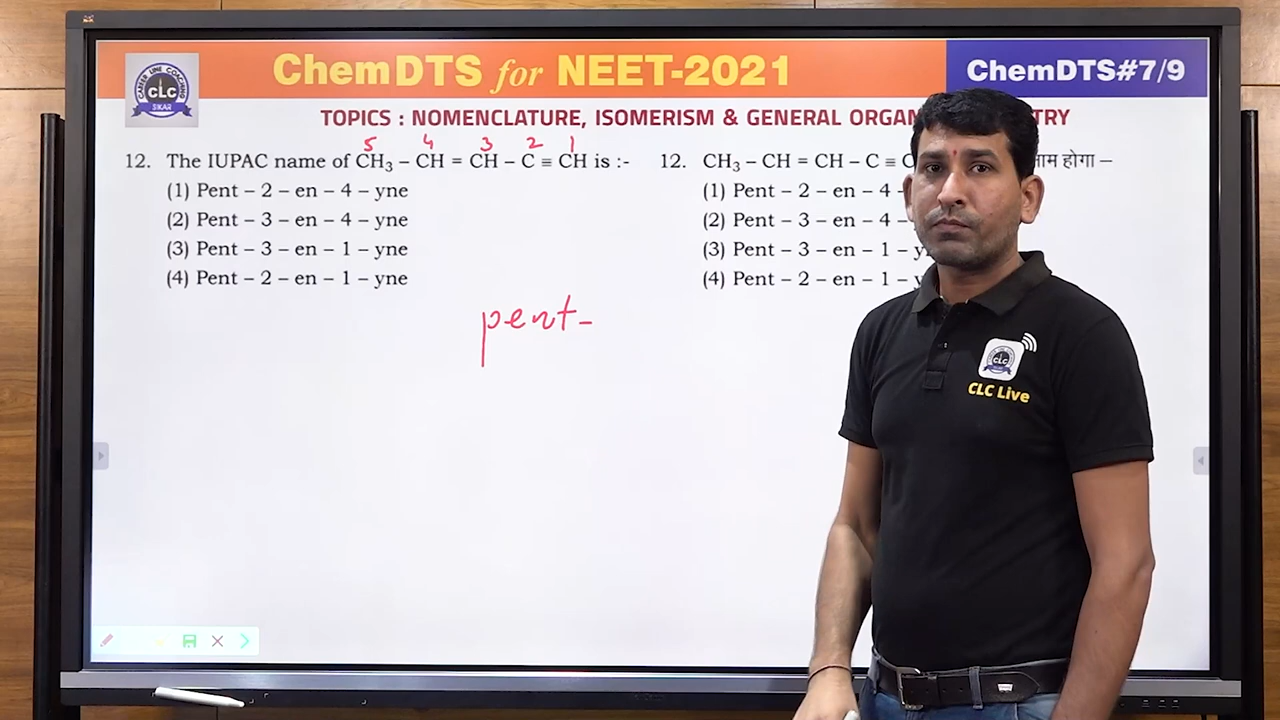 ChemDTS for NEET-2021
ChemDTS#7/9
CAREER LINE COACHING
CLC
SIKAR
TOPICS : NOMENCLATURE, ISOMERISM & GENERAL ORGAN TRY
5 4 3 2 1
12. The IUPAC name of CH₃ – CH = CH – C ≡ CH is :-
(1) Pent – 2 – en – 4 – yne
(2) Pent – 3 – en – 4 – yne
(3) Pent – 3 – en – 1 – yne
(4) Pent – 2 – en – 1 – yne
12. CH₃ – CH = CH – C ≡ C नाम होगा –
(1) Pent – 2 – en – 4 -
(2) Pent – 3 – en – 4 –
(3) Pent – 3 – en – 1 – y
(4) Pent – 2 – en – 1 –
pent-
CLC
CLC Live